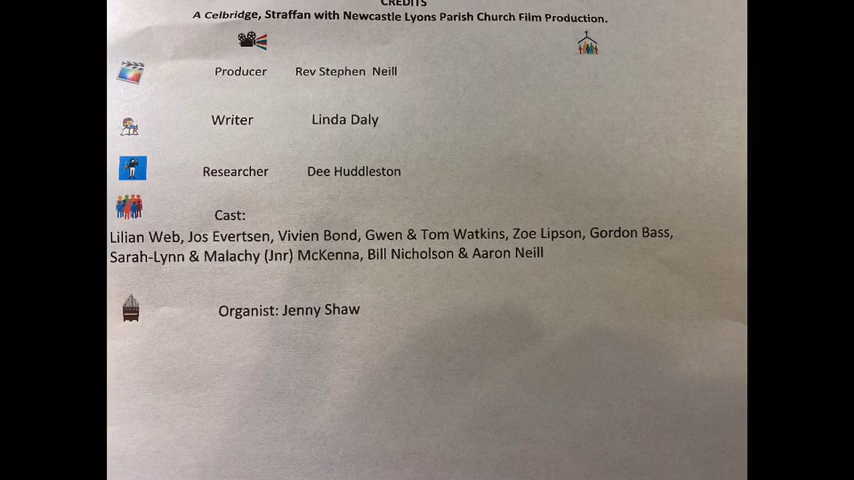 CREDITS
A Celbridge, Straffan with Newcastle Lyons Parish Church Film Production.
Producer Rev Stephen Neill
Writer Linda Daly
Researcher Dee Huddleston
Cast:
Lilian Web, Jos Evertsen, Vivien Bond, Gwen & Tom Watkins, Zoe Lipson, Gordon Bass,
Sarah-Lynn & Malachy (Jnr) McKenna, Bill Nicholson & Aaron Neill
Organist: Jenny Shaw